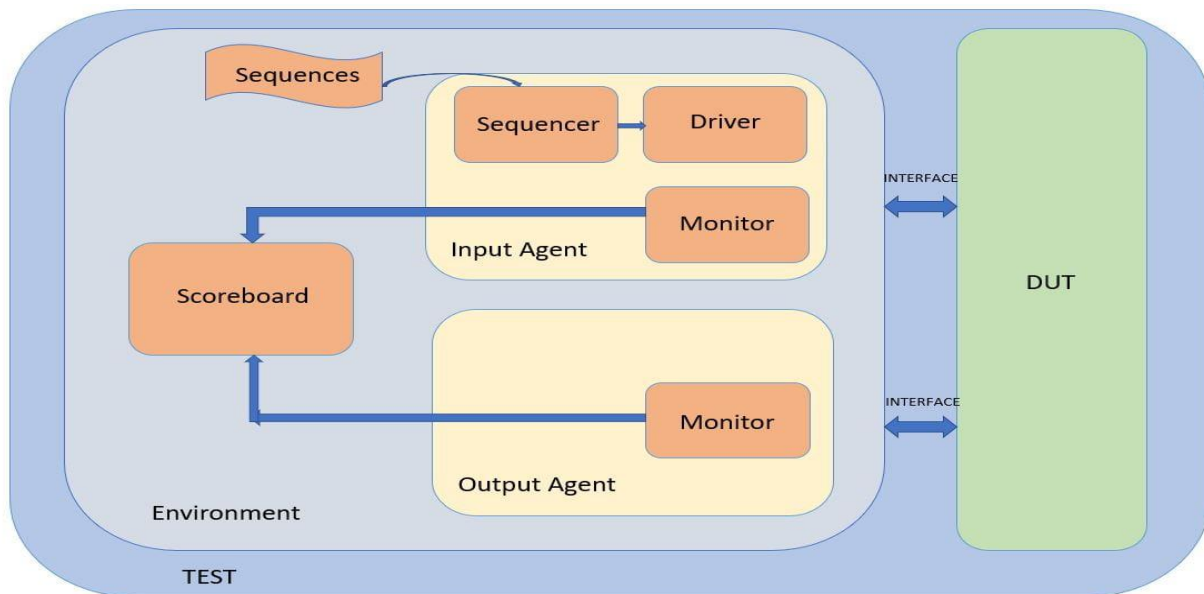 Sequences
Sequencer
Driver
INTERFACE
Monitor
Input Agent
Scoreboard
DUT
INTERFACE
Monitor
Output Agent
Environment
TEST